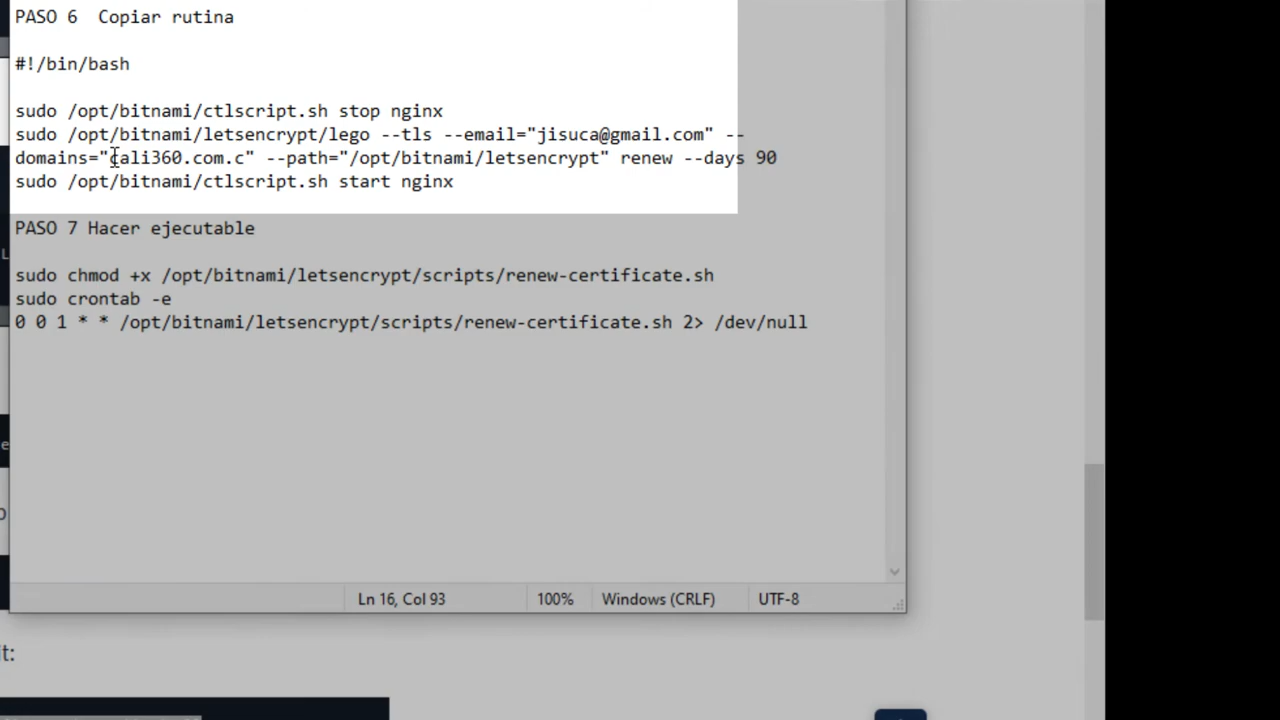 PASO 6  Copiar rutina
#!/bin/bash
sudo /opt/bitnami/ctlscript.sh stop nginx
sudo /opt/bitnami/letsencrypt/lego --tls --email="jisuca@gmail.com" --
domains="cali360.com.c" --path="/opt/bitnami/letsencrypt" renew --days 90
sudo /opt/bitnami/ctlscript.sh start nginx
PASO 7 Hacer ejecutable
sudo chmod +x /opt/bitnami/letsencrypt/scripts/renew-certificate.sh
sudo crontab -e
0 0 1 * * /opt/bitnami/letsencrypt/scripts/renew-certificate.sh 2> /dev/null
Ln 16, Col 93
100%
Windows (CRLF)
UTF-8
it: